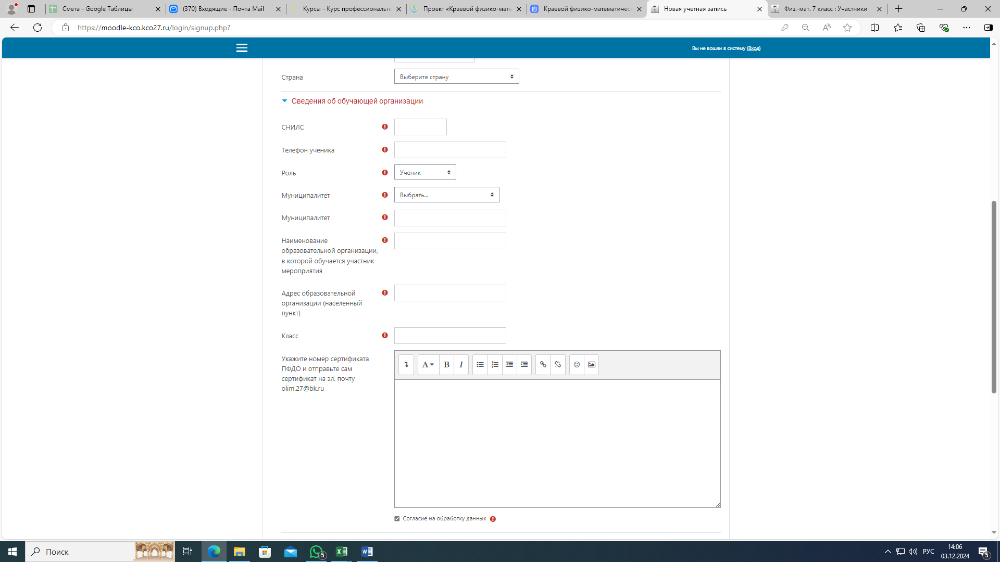 Смета - Google Таблицы
(370) Входящие - Почта Mail
Курсы - Курс профессиональн
Проект «Краевой физико-мате
Краевой физико-математическ
Новая учетная запись
Физ.-мат. 7 класс : Участники
https://moodle-kco.kco27.ru/login/signup.php?
Вы не вошли в систему (Вход)
Страна
Выберите страну
Сведения об обучающей организации
СНИЛС
Телефон ученика
Роль
Ученик
Муниципалитет
Выбрать...
Муниципалитет
Наименование
образовательной организации,
в которой обучается участник
мероприятия
Адрес образовательной
организации (населенный
пункт)
Класс
Укажите номер сертификата
ПФДО и отправьте сам
сертификат на эл. почту
olim.27@bk.ru
Согласие на обработку данных
Поиск
5
РУС
14:06
03.12.2024
5